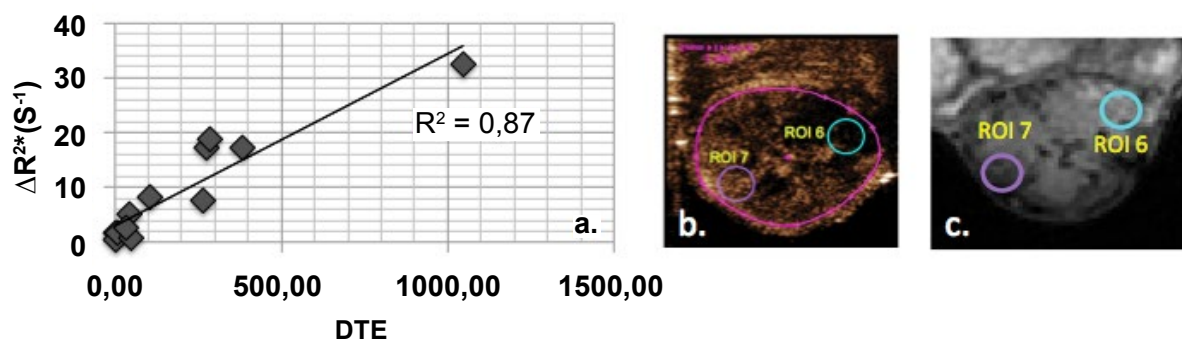 40
30
20
10
0
ΔR²*(S⁻¹)
R² = 0,87
a.
0,00 500,00 1000,00 1500,00
DTE
ROI 6
ROI 7
b.
ROI 7
ROI 6
c.